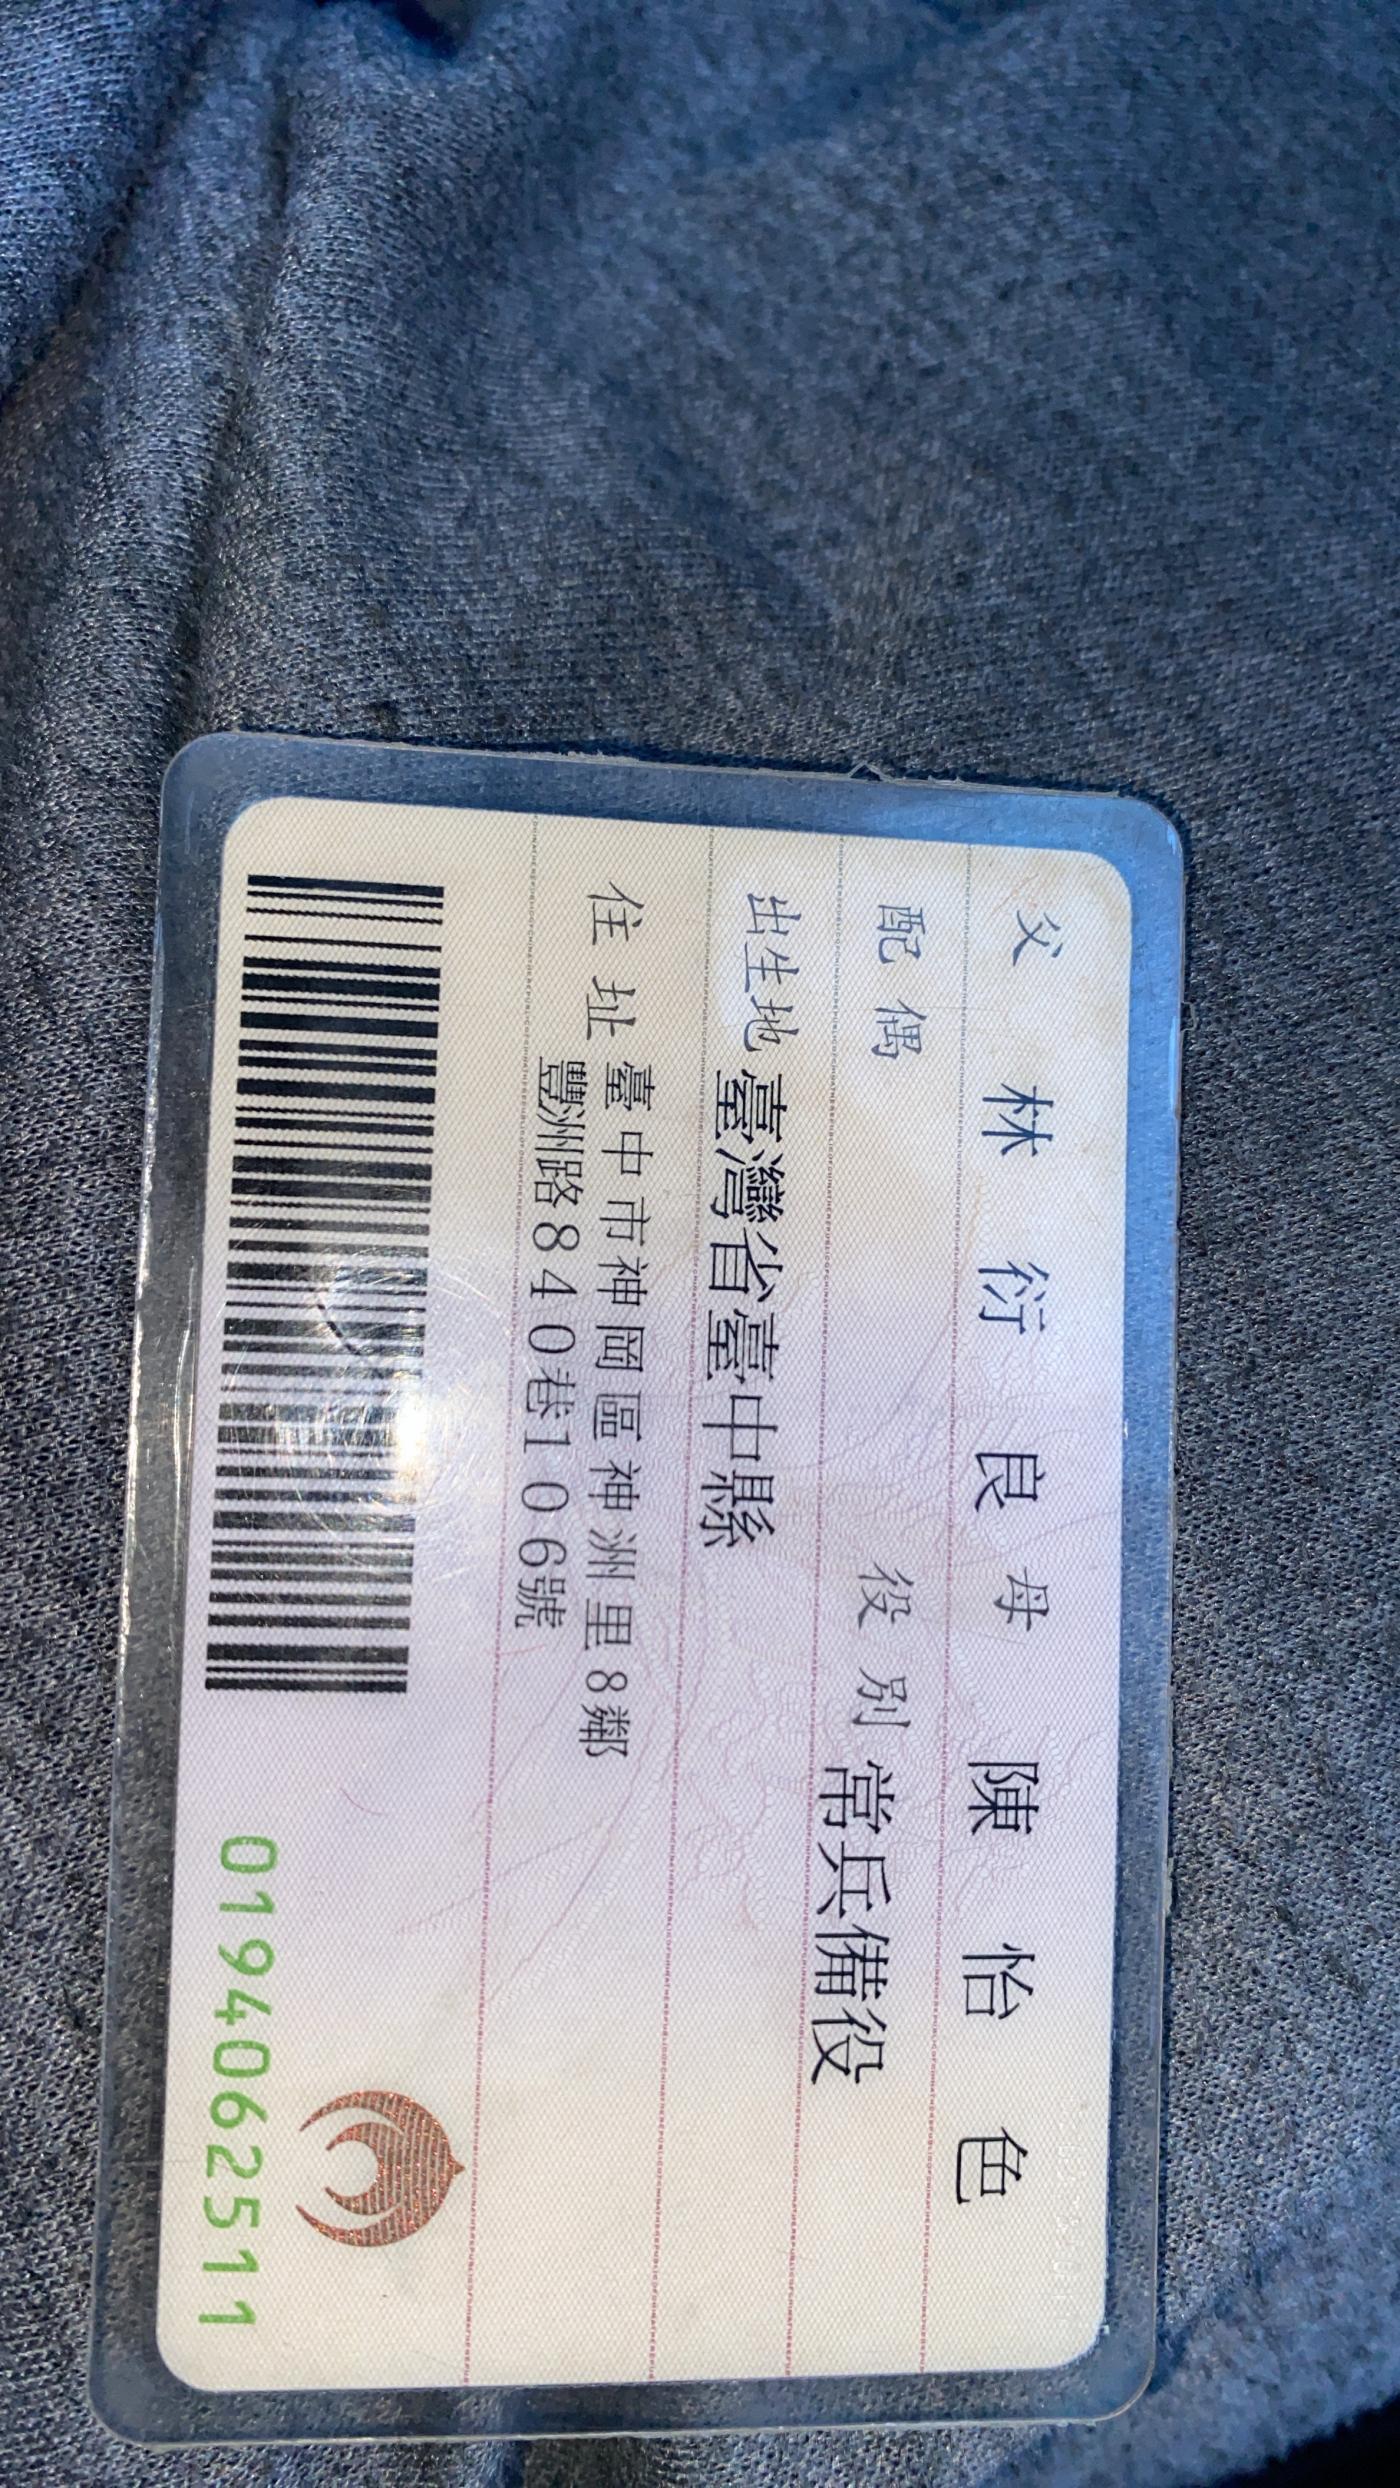 父 林衍良 母 陳怡色
配偶 役別 常兵備役
出生地 臺灣省臺中縣
住址 臺中市神岡區神洲里8鄰
豐洲路840巷106號
0194062511